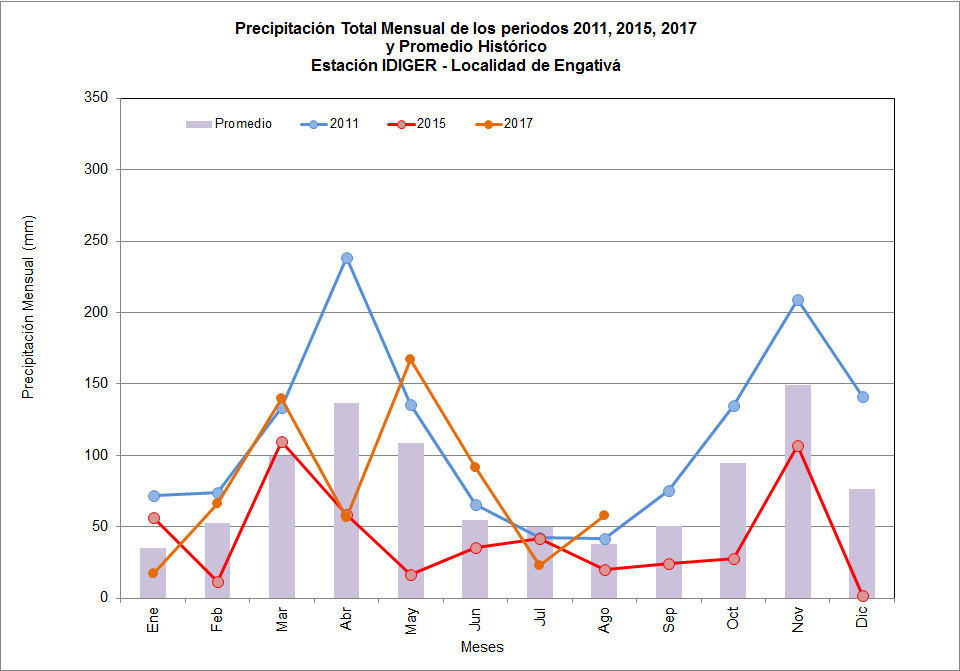 Precipitación Total Mensual de los periodos 2011, 2015, 2017
y Promedio Histórico
Estación IDIGER - Localidad de Engativá
350
Promedio 2011 2015 2017
300
250
200
150
100
50
0
Precipitación Mensual (mm)
Ene Feb Mar Abr May Jun Jul Ago Sep Oct Nov Dic
Meses